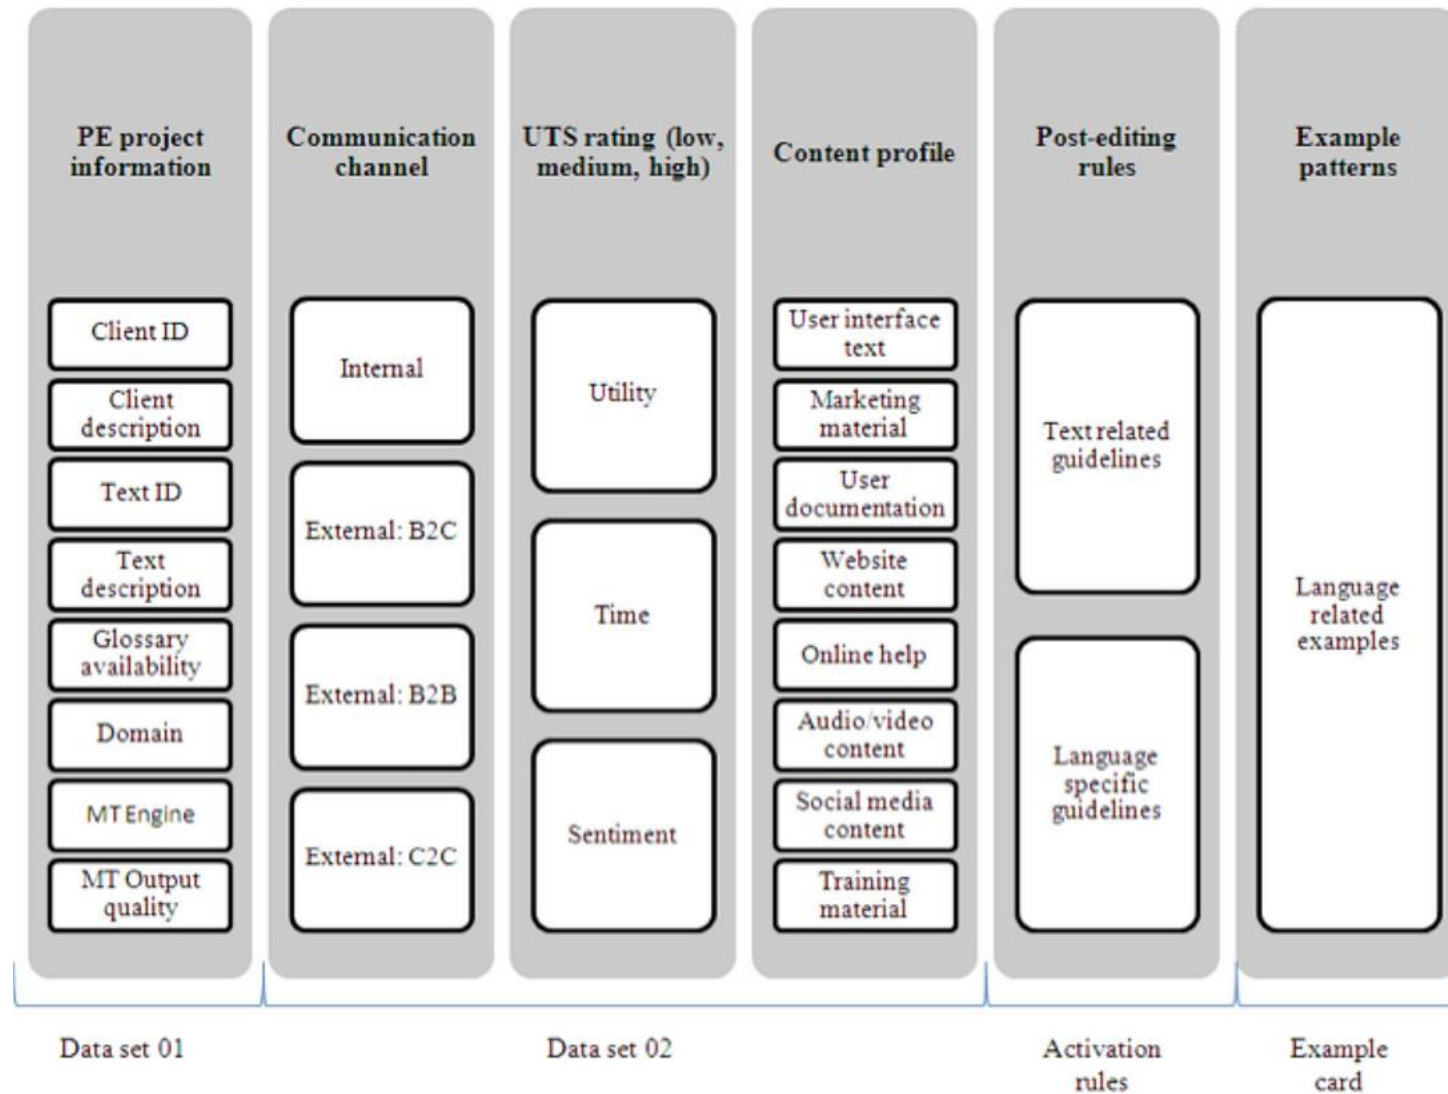 PE project
information
Communication
channel
UTS rating (low,
medium, high)
Content profile
Post-editing
rules
Example
patterns
Client ID
Client
description
Text ID
Text
description
Glossary
availability
Domain
MT Engine
MT Output
quality
Internal
External: B2C
External: B2B
External: C2C
Utility
Time
Sentiment
User interface
text
Marketing
material
User
documentation
Website
content
Online help
Audio/video
content
Social media
content
Training
material
Text related
guidelines
Language
specific
guidelines
Language
related
examples
Data set 01
Data set 02
Activation
rules
Example
card